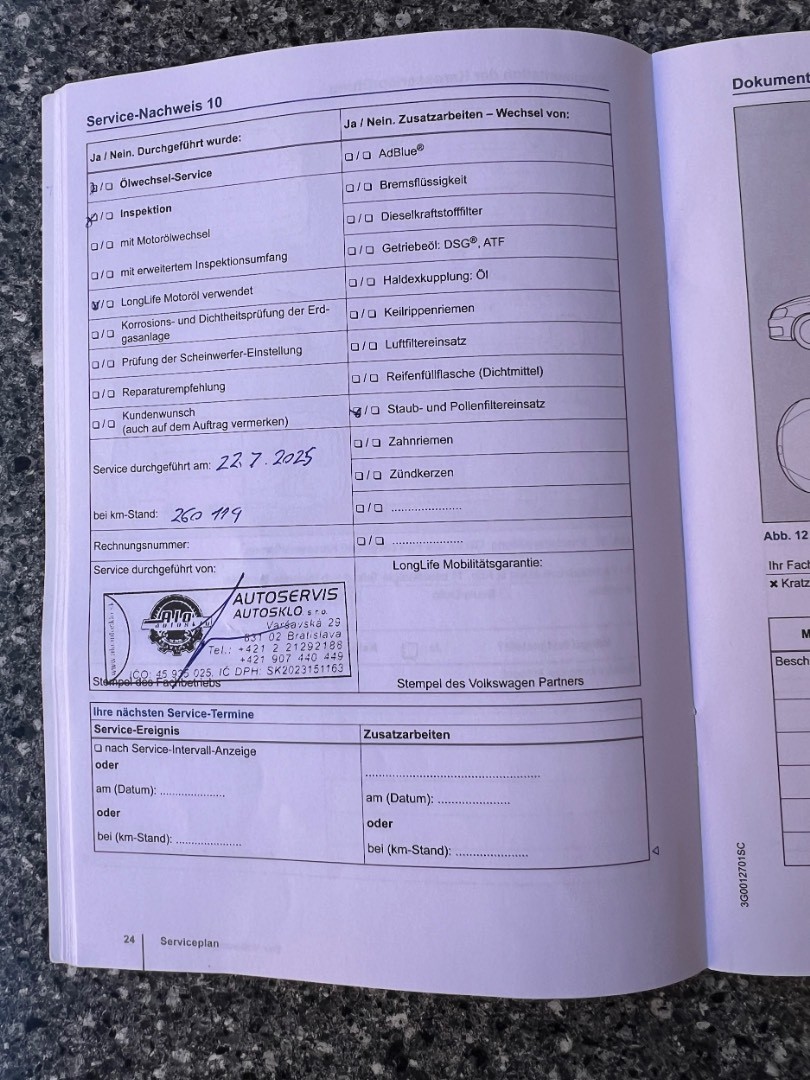 Service-Nachweis 10
Ja / Nein. Durchgeführt wurde:
❏/❏ Ölwechsel-Service
❏/❏ Inspektion
❏/❏ mit Motorölwechsel
❏/❏ mit erweitertem Inspektionsumfang
❏/❏ LongLife Motoröl verwendet
❏/❏ Korrosions- und Dichtheitsprüfung der Erd-
gasanlage
❏/❏ Prüfung der Scheinwerfer-Einstellung
❏/❏ Reparaturempfehlung
❏/❏ Kundenwunsch
(auch auf dem Auftrag vermerken)
Service durchgeführt am: 22.7.2025
bei km-Stand: 260 119
Rechnungsnummer:
Service durchgeführt von:
AUTOSERVIS
AUTOSKLO s.r.o.
Varšavská 29
831 02 Bratislava
Tel.: +421 2 21292188
+421 907 440 449
IČO: 45 925 025, IČ DPH: SK2023151163
Stempel des Fachbetriebs
Ja / Nein. Zusatzarbeiten – Wechsel von:
❏/❏ AdBlue®
❏/❏ Bremsflüssigkeit
❏/❏ Dieselkraftstofffilter
❏/❏ Getriebeöl: DSG®, ATF
❏/❏ Haldexkupplung: Öl
❏/❏ Keilrippenriemen
❏/❏ Luftfiltereinsatz
❏/❏ Reifenfüllflasche (Dichtmittel)
❏/❏ Staub- und Pollenfiltereinsatz
❏/❏ Zahnriemen
❏/❏ Zündkerzen
❏/❏ ....................
❏/❏ ....................
LongLife Mobilitätsgarantie:
Stempel des Volkswagen Partners
Ihre nächsten Service-Termine
Service-Ereignis
❏ nach Service-Intervall-Anzeige
oder
am (Datum): ..................
oder
bei (km-Stand): ..................
Zusatzarbeiten
................................................
am (Datum): ....................
oder
bei (km-Stand): ....................
24 Serviceplan
Dokument
Abb. 12
Ihr Fach
× Kratz
M
Besch
3G0012701SC